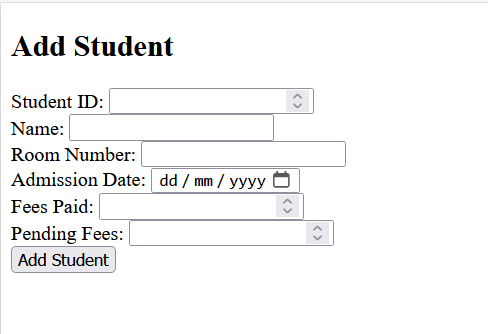 Add Student
Student ID:
Name:
Room Number:
Admission Date: dd/mm/yyyy
Fees Paid:
Pending Fees:
Add Student